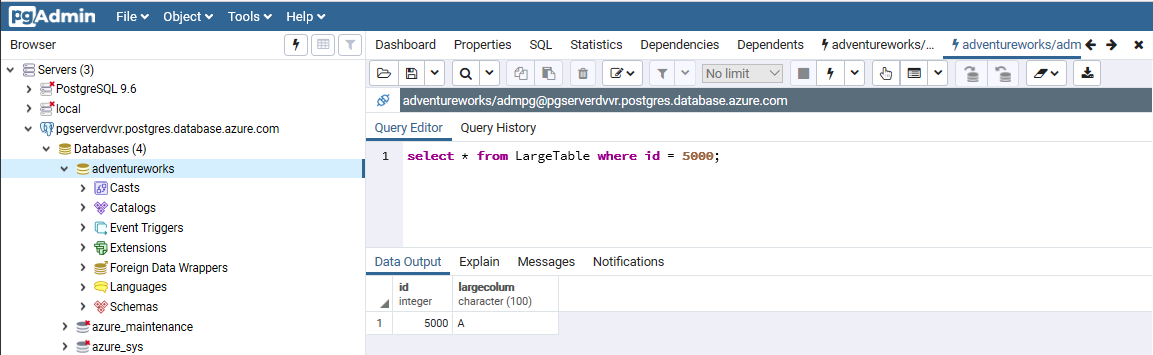 pgAdmin File Object Tools Help
Browser
Dashboard Properties SQL Statistics Dependencies Dependents adventureworks/... adventureworks/adm
No limit
Servers (3)
PostgreSQL 9.6
local
pgserverdvvr.postgres.database.azure.com
Databases (4)
adventureworks
Casts
Catalogs
Event Triggers
Extensions
Foreign Data Wrappers
Languages
Schemas
azure_maintenance
azure_sys
adventureworks/admpg@pgserverdvvr.postgres.database.azure.com
Query Editor Query History
1 select * from LargeTable where id = 5000;
Data Output Explain Messages Notifications
id largecolum
integer character (100)
1 5000 A